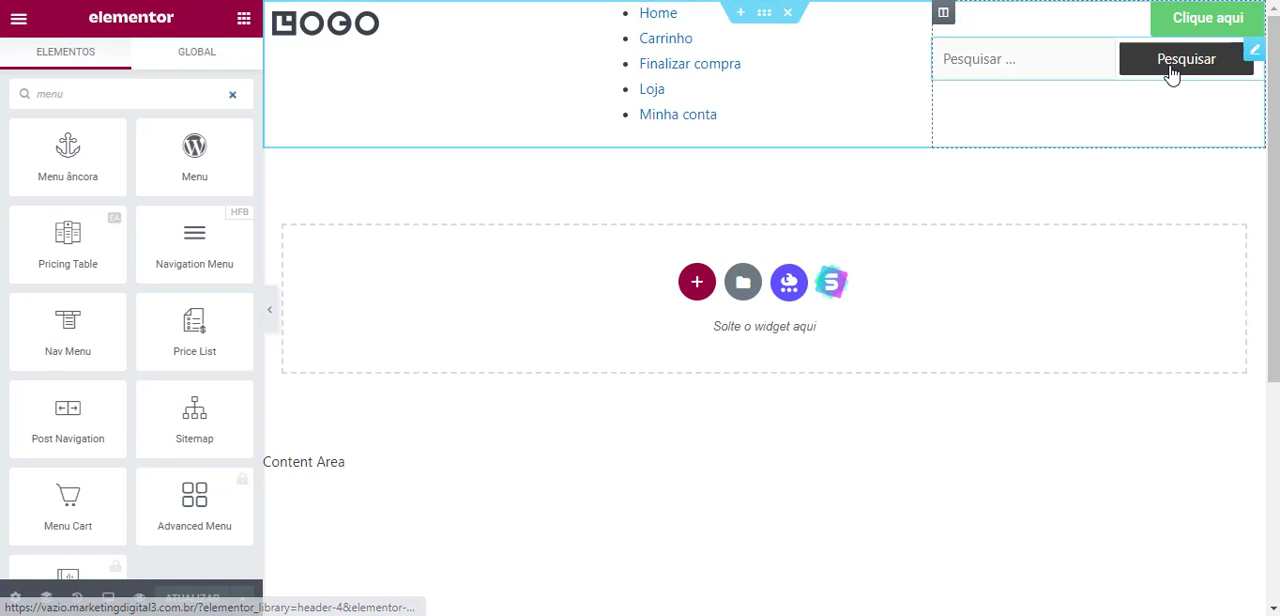 elementor
ELEMENTOS
GLOBAL
menu
Menu âncora
Menu
EA
Pricing Table
HFB
Navigation Menu
Nav Menu
Price List
Post Navigation
Sitemap
Menu Cart
Advanced Menu
ATUALIZAR
https://vazio.marketingdigital3.com.br/?elementor_library=header-4&elementor-...
LOGO
Home
Carrinho
Finalizar compra
Loja
Minha conta
Clique aqui
Pesquisar ...
Pesquisar
Solte o widget aqui
Content Area